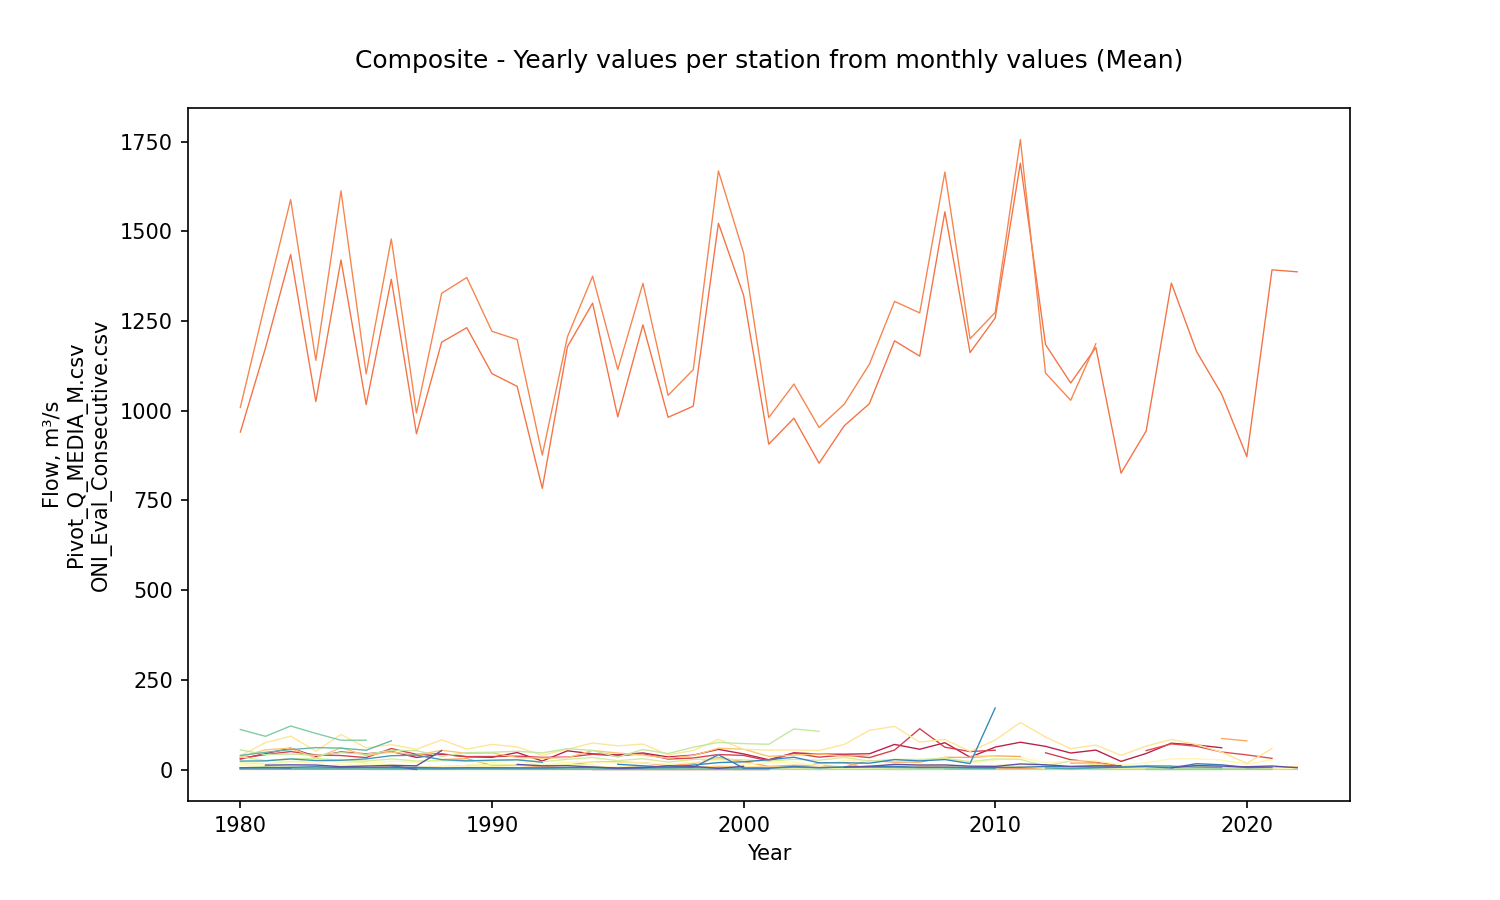 Composite - Yearly values per station from monthly values (Mean)
1750
1500
1250
1000
750
500
250
0
Flow, m³/s
Pivot_Q_MEDIA_M.csv
ONI_Eval_Consecutive.csv
1980
1990
2000
2010
2020
Year